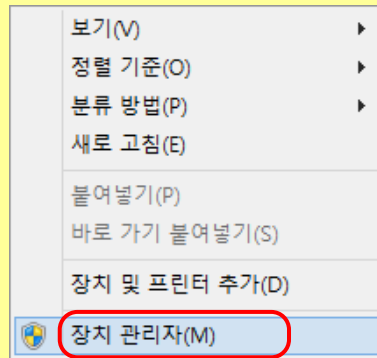 보기(V)
정렬 기준(O)
분류 방법(P)
새로 고침(E)
붙여넣기(P)
바로 가기 붙여넣기(S)
장치 및 프린터 추가(D)
장치 관리자(M)